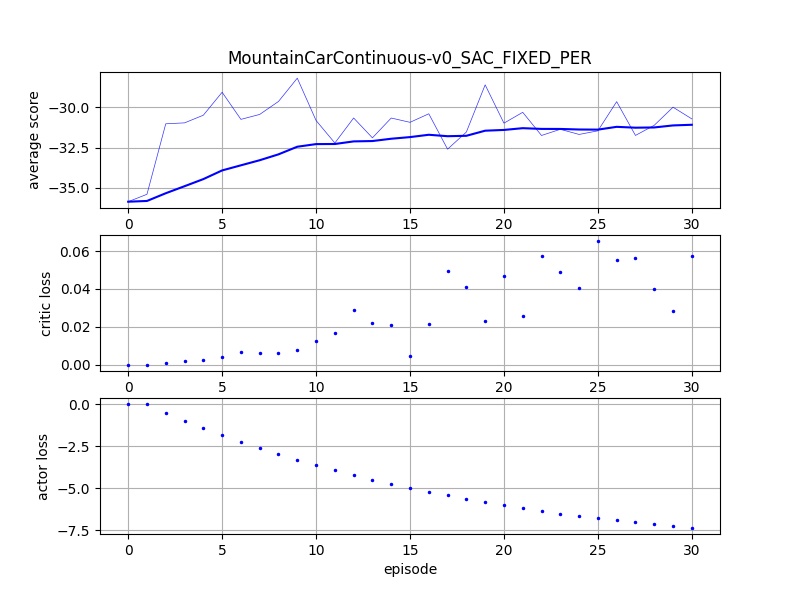 MountainCarContinuous-v0_SAC_FIXED_PER
average score
−30.0
−32.5
−35.0
0 5 10 15 20 25 30
critic loss
0.06
0.04
0.02
0.00
0 5 10 15 20 25 30
actor loss
0.0
−2.5
−5.0
−7.5
0 5 10 15 20 25 30
episode